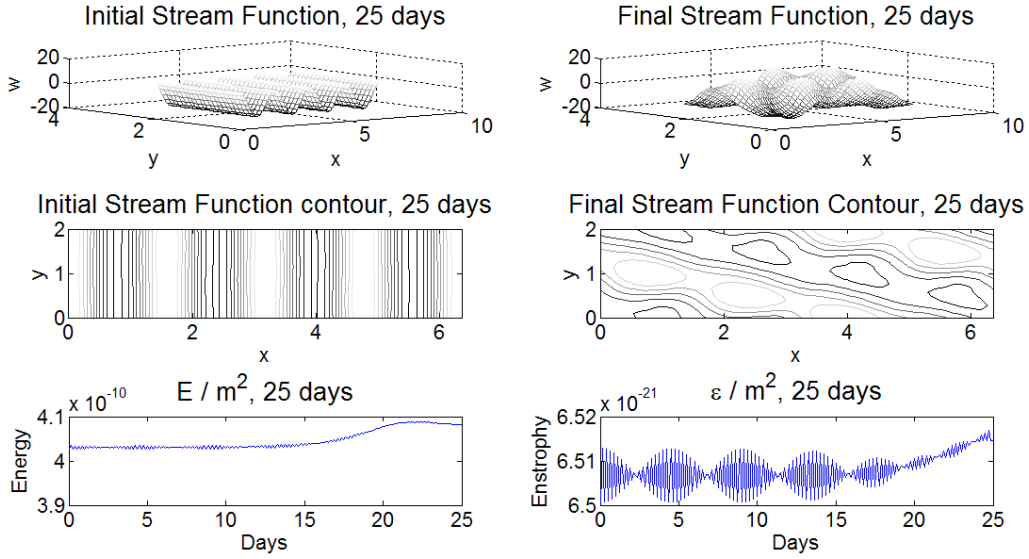 Initial Stream Function, 25 days
20
0
-20
w
4
2
0
y
0
5
10
x
Final Stream Function, 25 days
20
0
-20
w
4
2
0
y
0
5
10
x
Initial Stream Function contour, 25 days
2
1
0
y
0
2
4
6
x
Final Stream Function Contour, 25 days
2
1
0
y
0
2
4
6
x
E / m², 25 days
x 10⁻¹⁰
4.1
4
3.9
Energy
0
5
10
15
20
25
Days
ε / m², 25 days
x 10⁻²¹
6.52
6.51
6.5
Enstrophy
0
5
10
15
20
25
Days